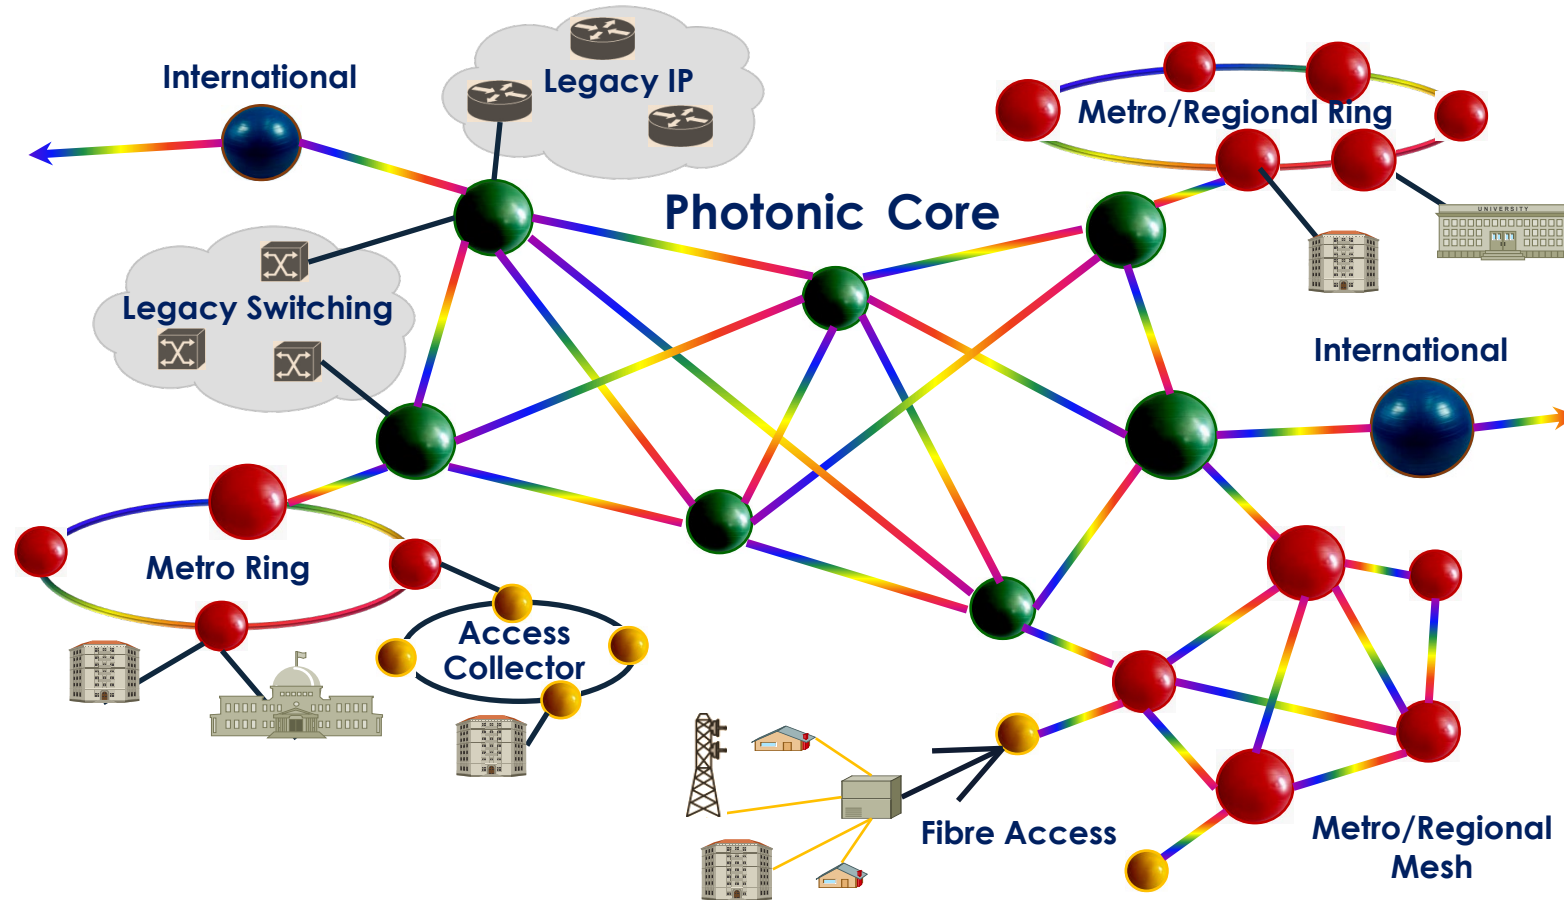 International
Legacy IP
Metro/Regional Ring
Photonic Core
UNIVERSITY
Legacy Switching
International
Metro Ring
Access
Collector
Fibre Access
Metro/Regional
Mesh